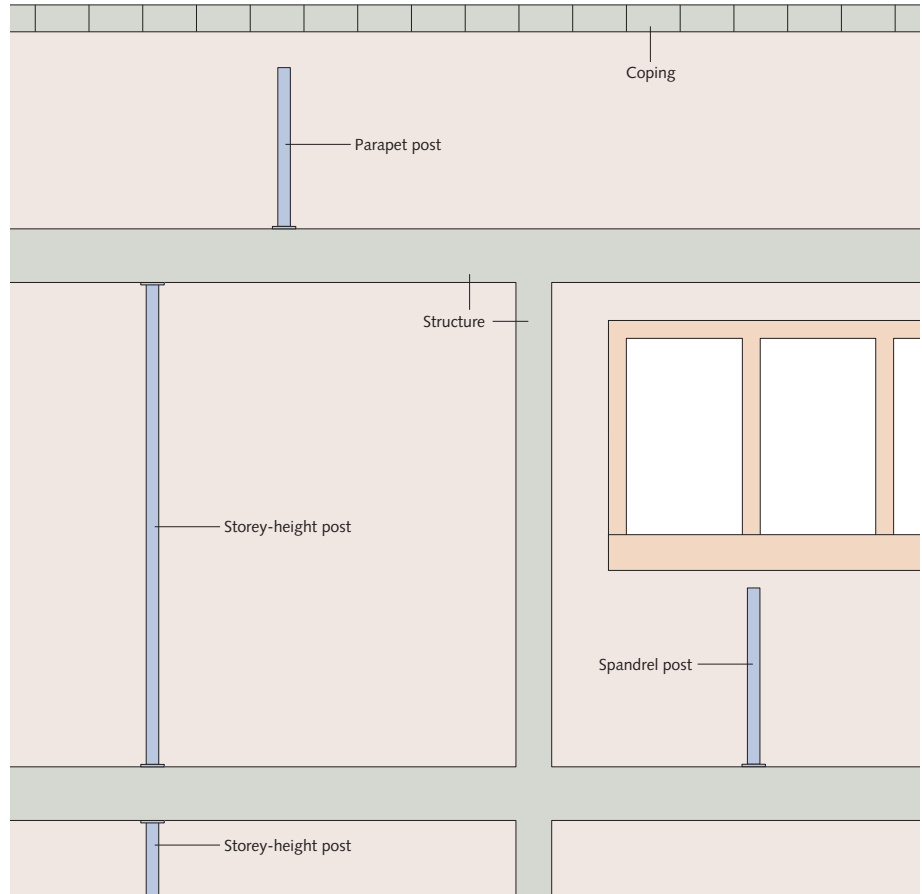 Coping
Parapet post
Structure
Storey-height post
Spandrel post
Storey-height post